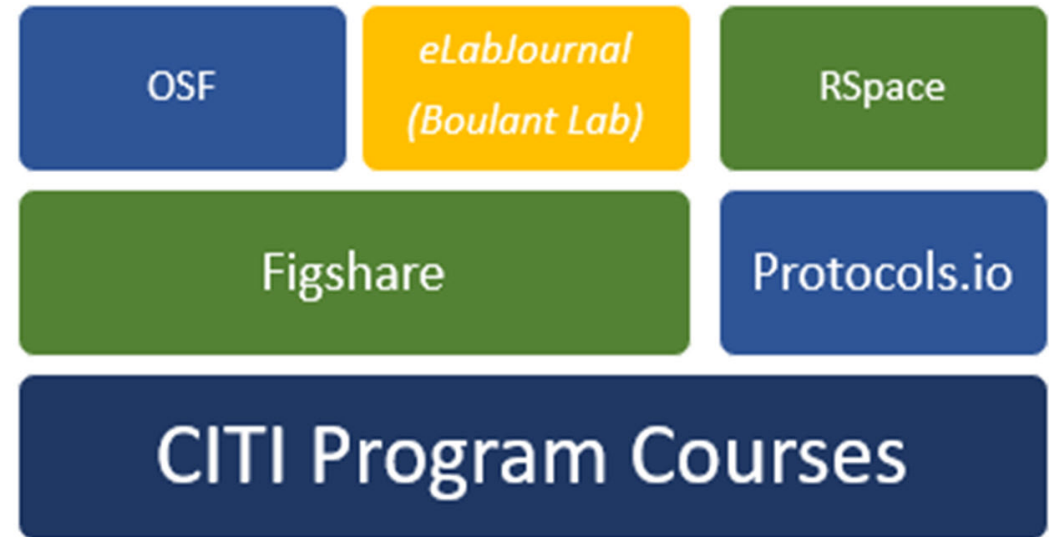 OSF
eLabJournal
(Boulant Lab)
RSpace
Figshare
Protocols.io
CITI Program Courses